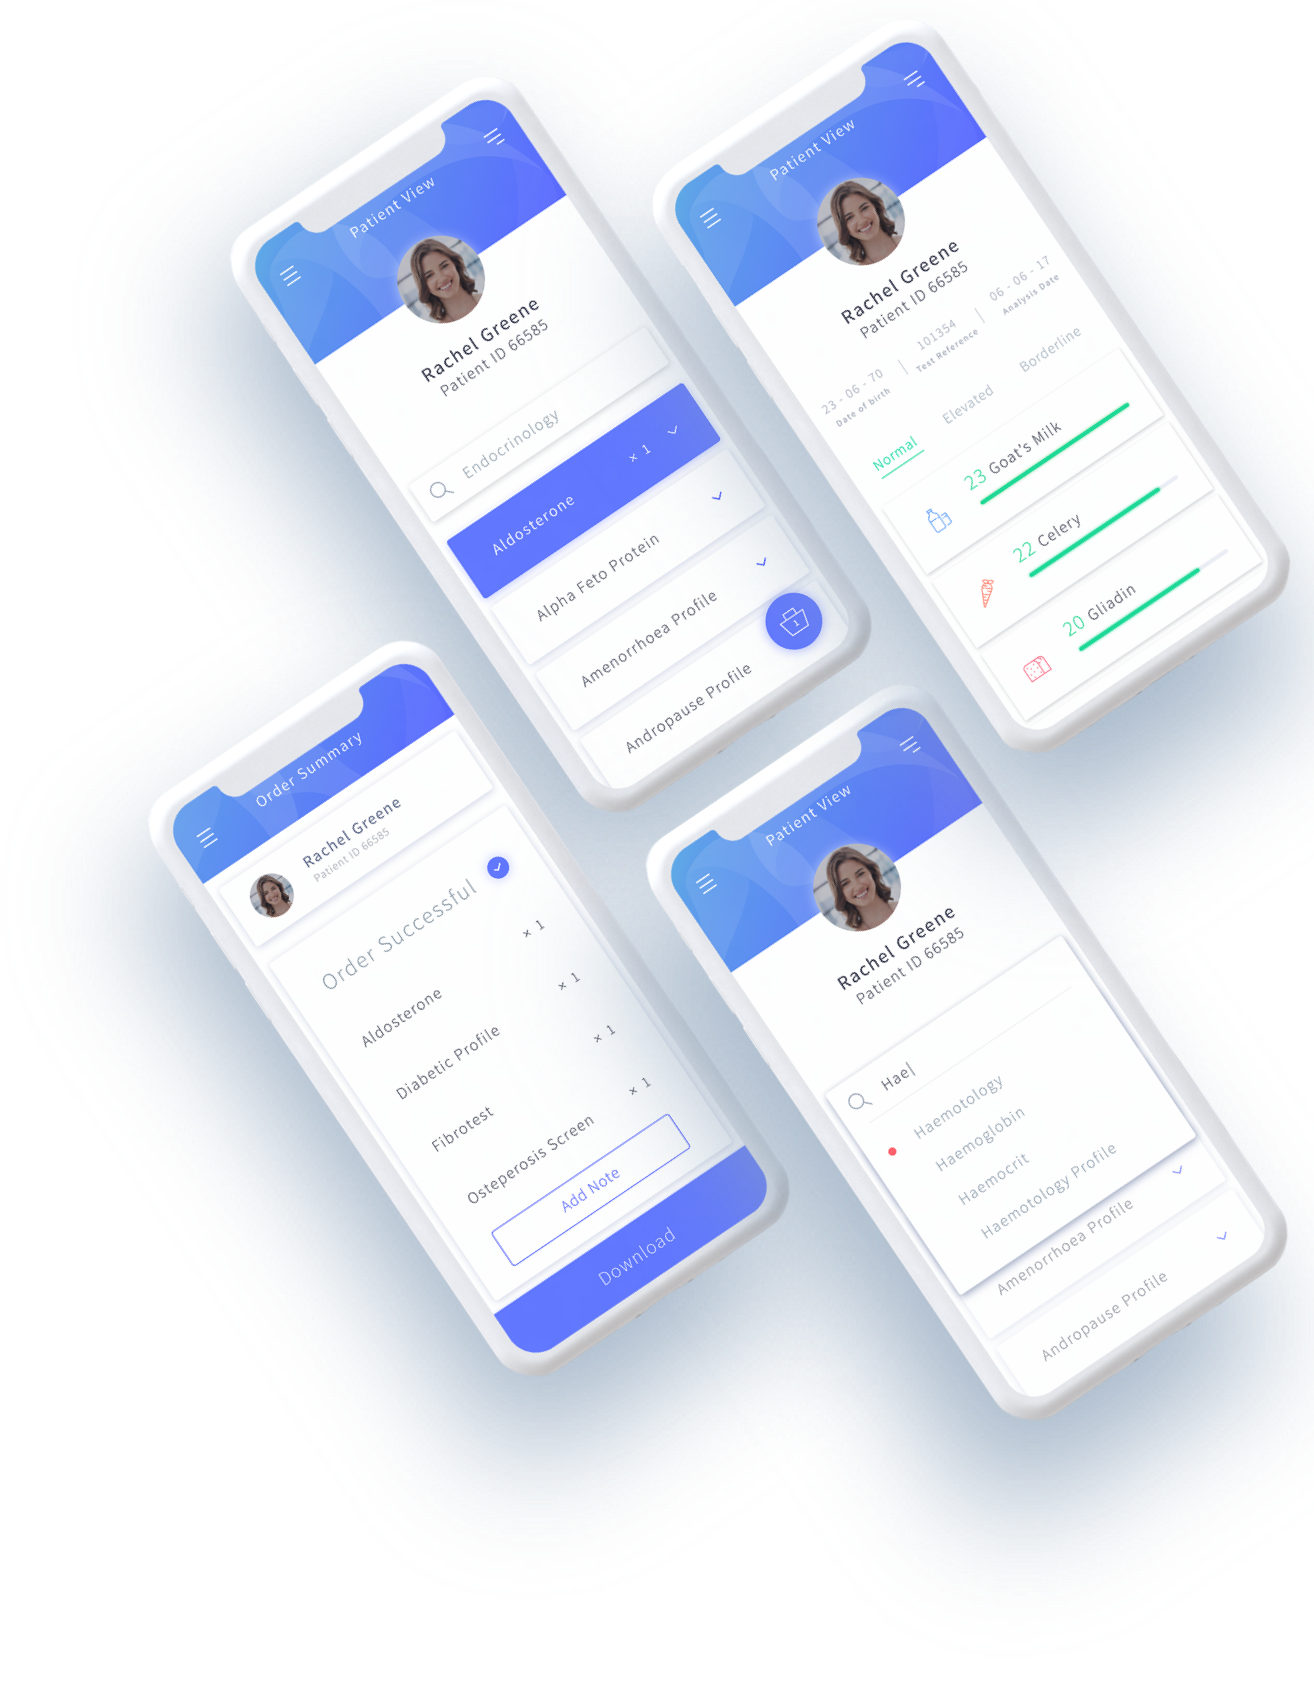 Patient View
Rachel Greene
Patient ID 66585
Endocrinology
Aldosterone × 1
Alpha Feto Protein
Amenorrhoea Profile
Andropause Profile
1
Patient View
Rachel Greene
Patient ID 66585
23 - 06 - 70
Date of birth
101354
Test Reference
06 - 06 - 17
Analysis Date
Normal Elevated Borderline
23 Goat's Milk
22 Celery
20 Gliadin
Order Summary
Rachel Greene
Patient ID 66585
Order Successful
Aldosterone × 1
Diabetic Profile × 1
Fibrotest × 1
Osteperosis Screen × 1
Add Note
Download
Patient View
Rachel Greene
Patient ID 66585
Hae
Haemotology
Haemoglobin
Haemocrit
Haemotology Profile
Amenorrhoea Profile
Andropause Profile